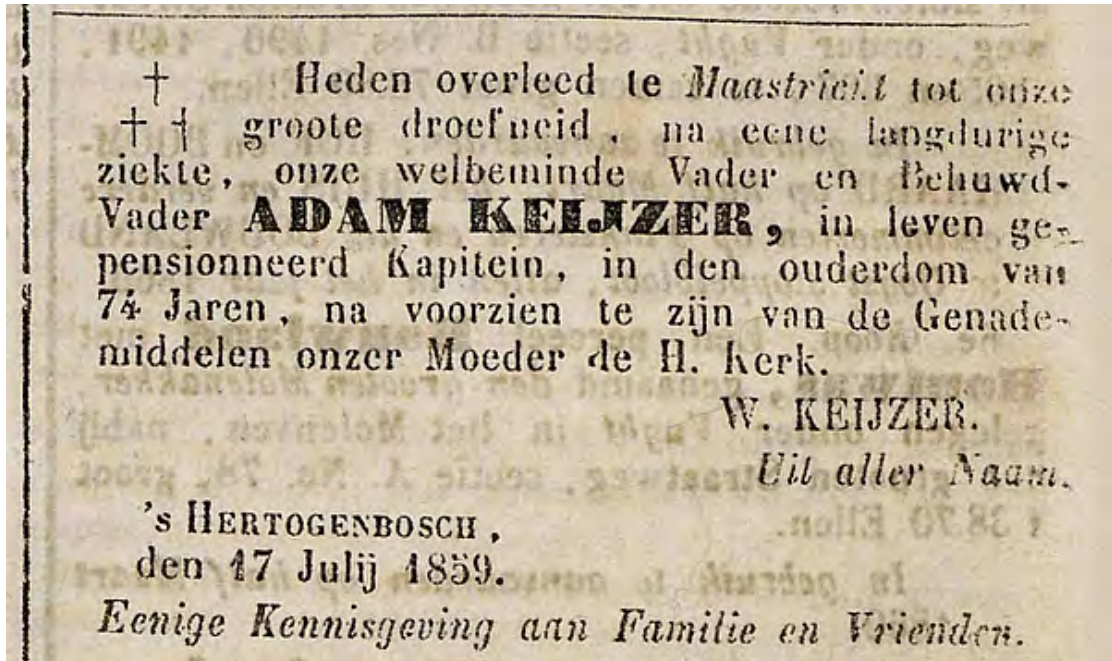 † Heden overleed te Maastricht tot onze
† † groote droefheid, na eene langdurige
ziekte, onze welbeminde Vader en Behuwd-
Vader ADAM KEIJZER, in leven ge-
pensionneerd Kapitein, in den ouderdom van
74 Jaren, na voorzien te zijn van de Genade-
middelen onzer Moeder de H. Kerk.
W. KEIJZER.
Uit aller Naam.
's HERTOGENBOSCH,
den 17 Julij 1859.
Eenige Kennisgeving aan Familie en Vrienden.